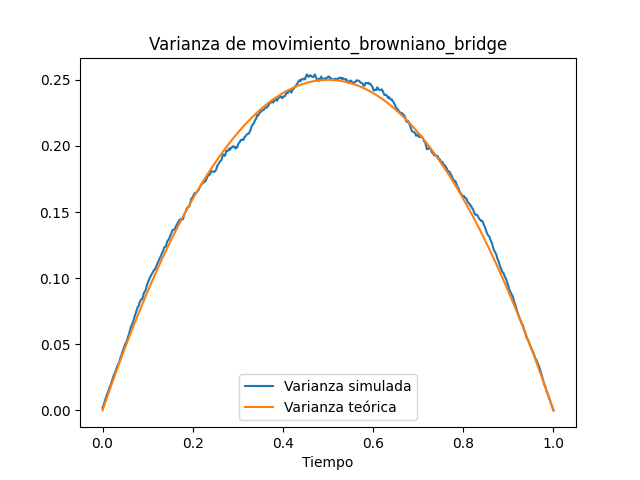 Varianza de movimiento_browniano_bridge
0.25
0.20
0.15
0.10
0.05
0.00
Varianza simulada
Varianza teórica
0.0 0.2 0.4 0.6 0.8 1.0
Tiempo